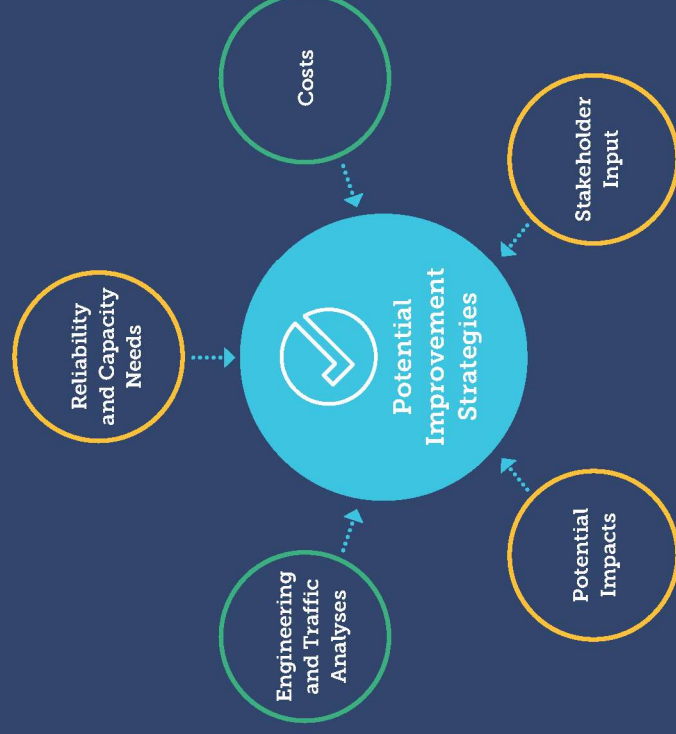 Reliability
and Capacity
Needs
Costs
Stakeholder
Input
Potential
Impacts
Engineering
and Traffic
Analyses
Potential
Improvement
Strategies